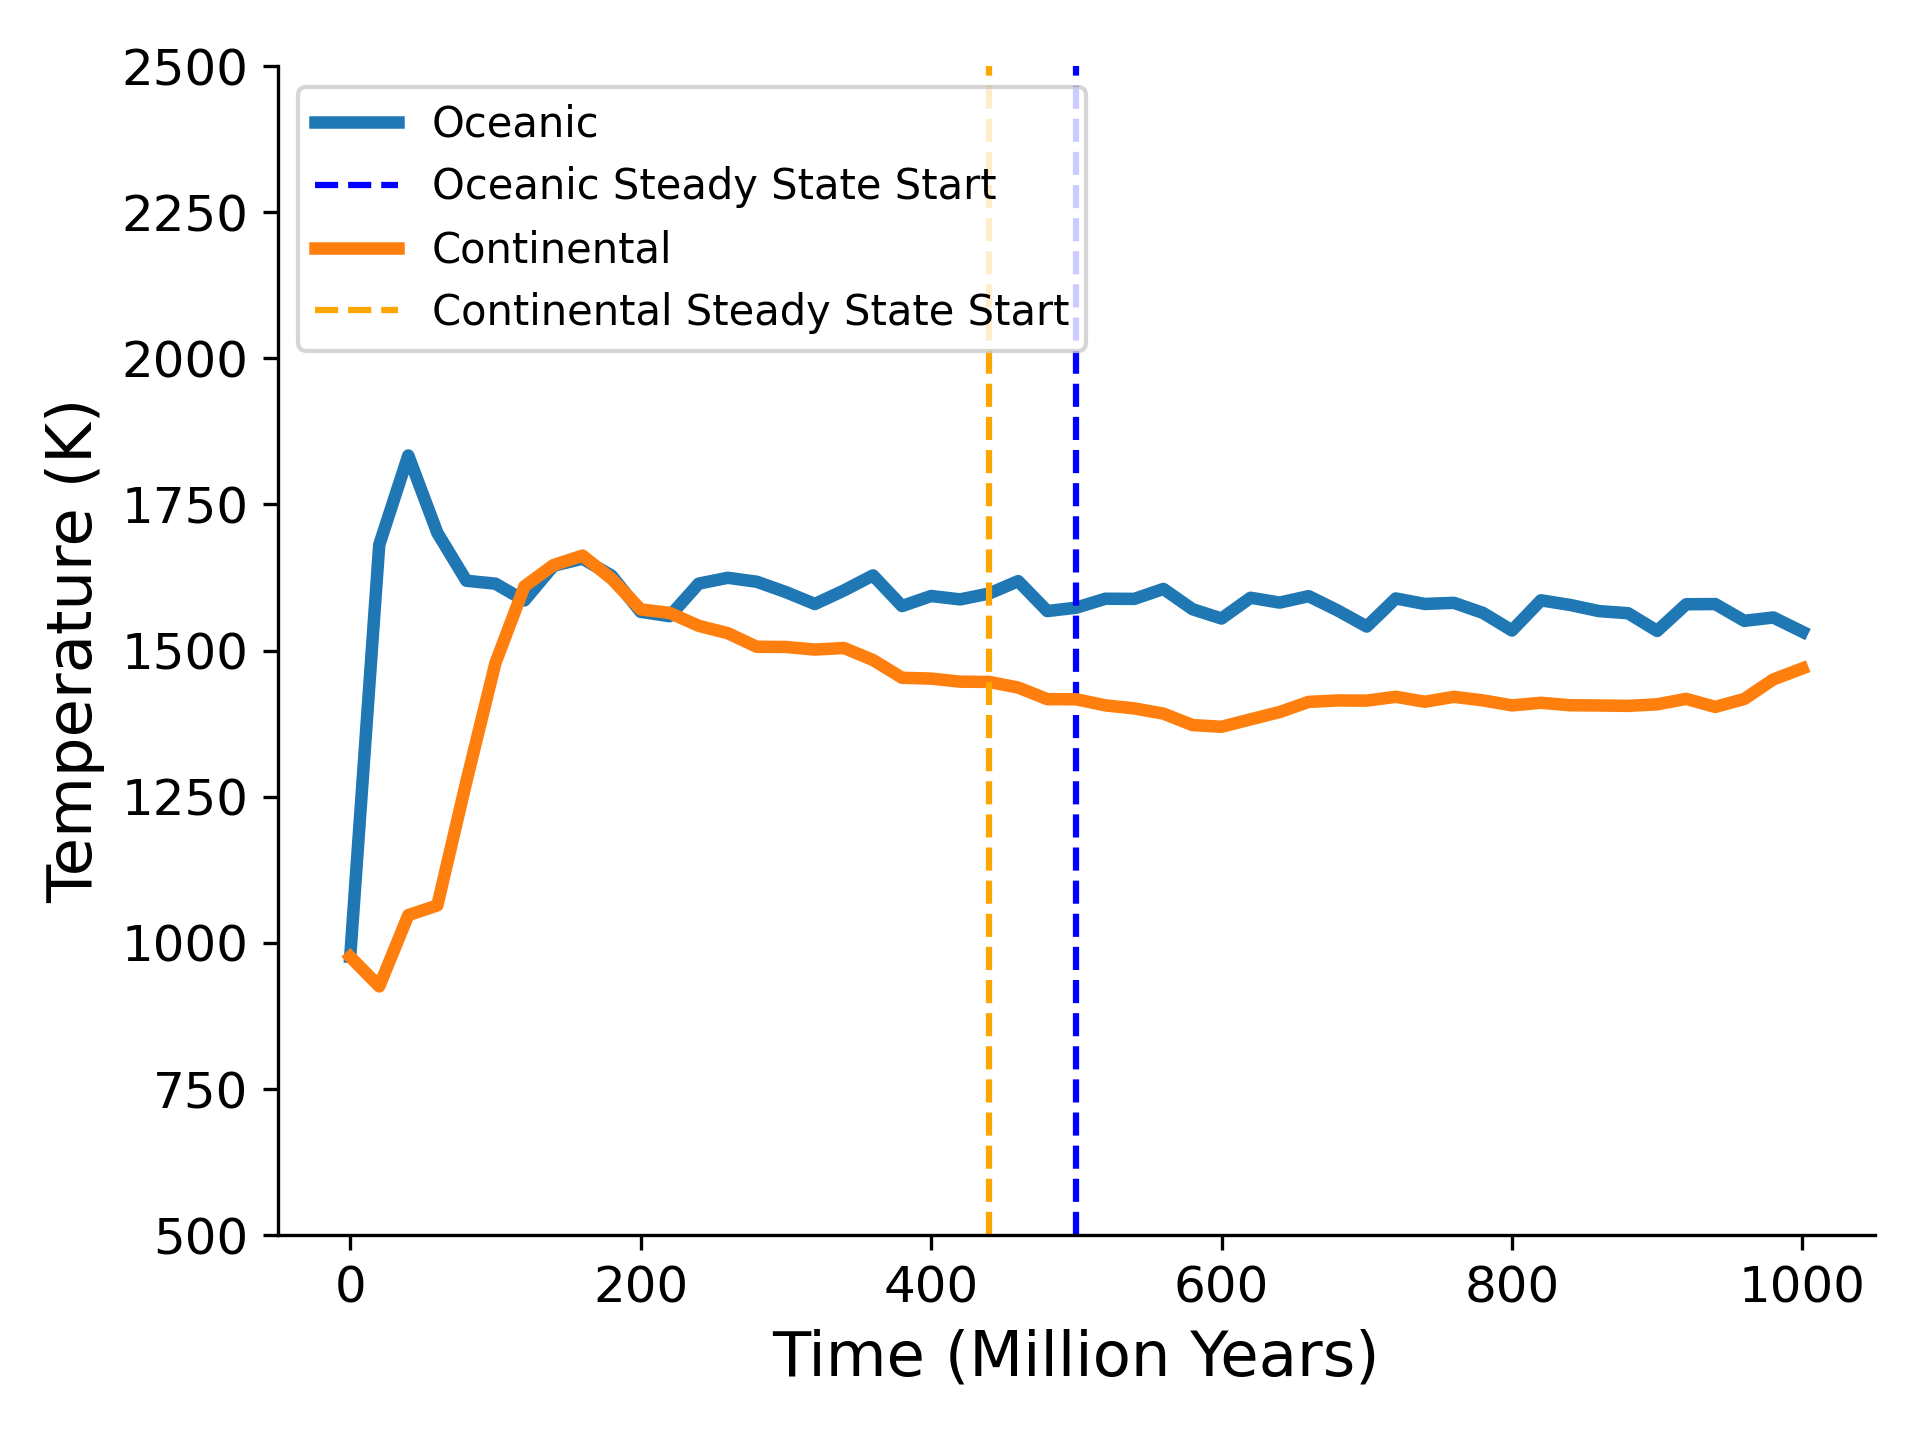 2500
2250
2000
1750
1500
1250
1000
750
500
Temperature (K)
Oceanic
Oceanic Steady State Start
Continental
Continental Steady State Start
0 200 400 600 800 1000
Time (Million Years)